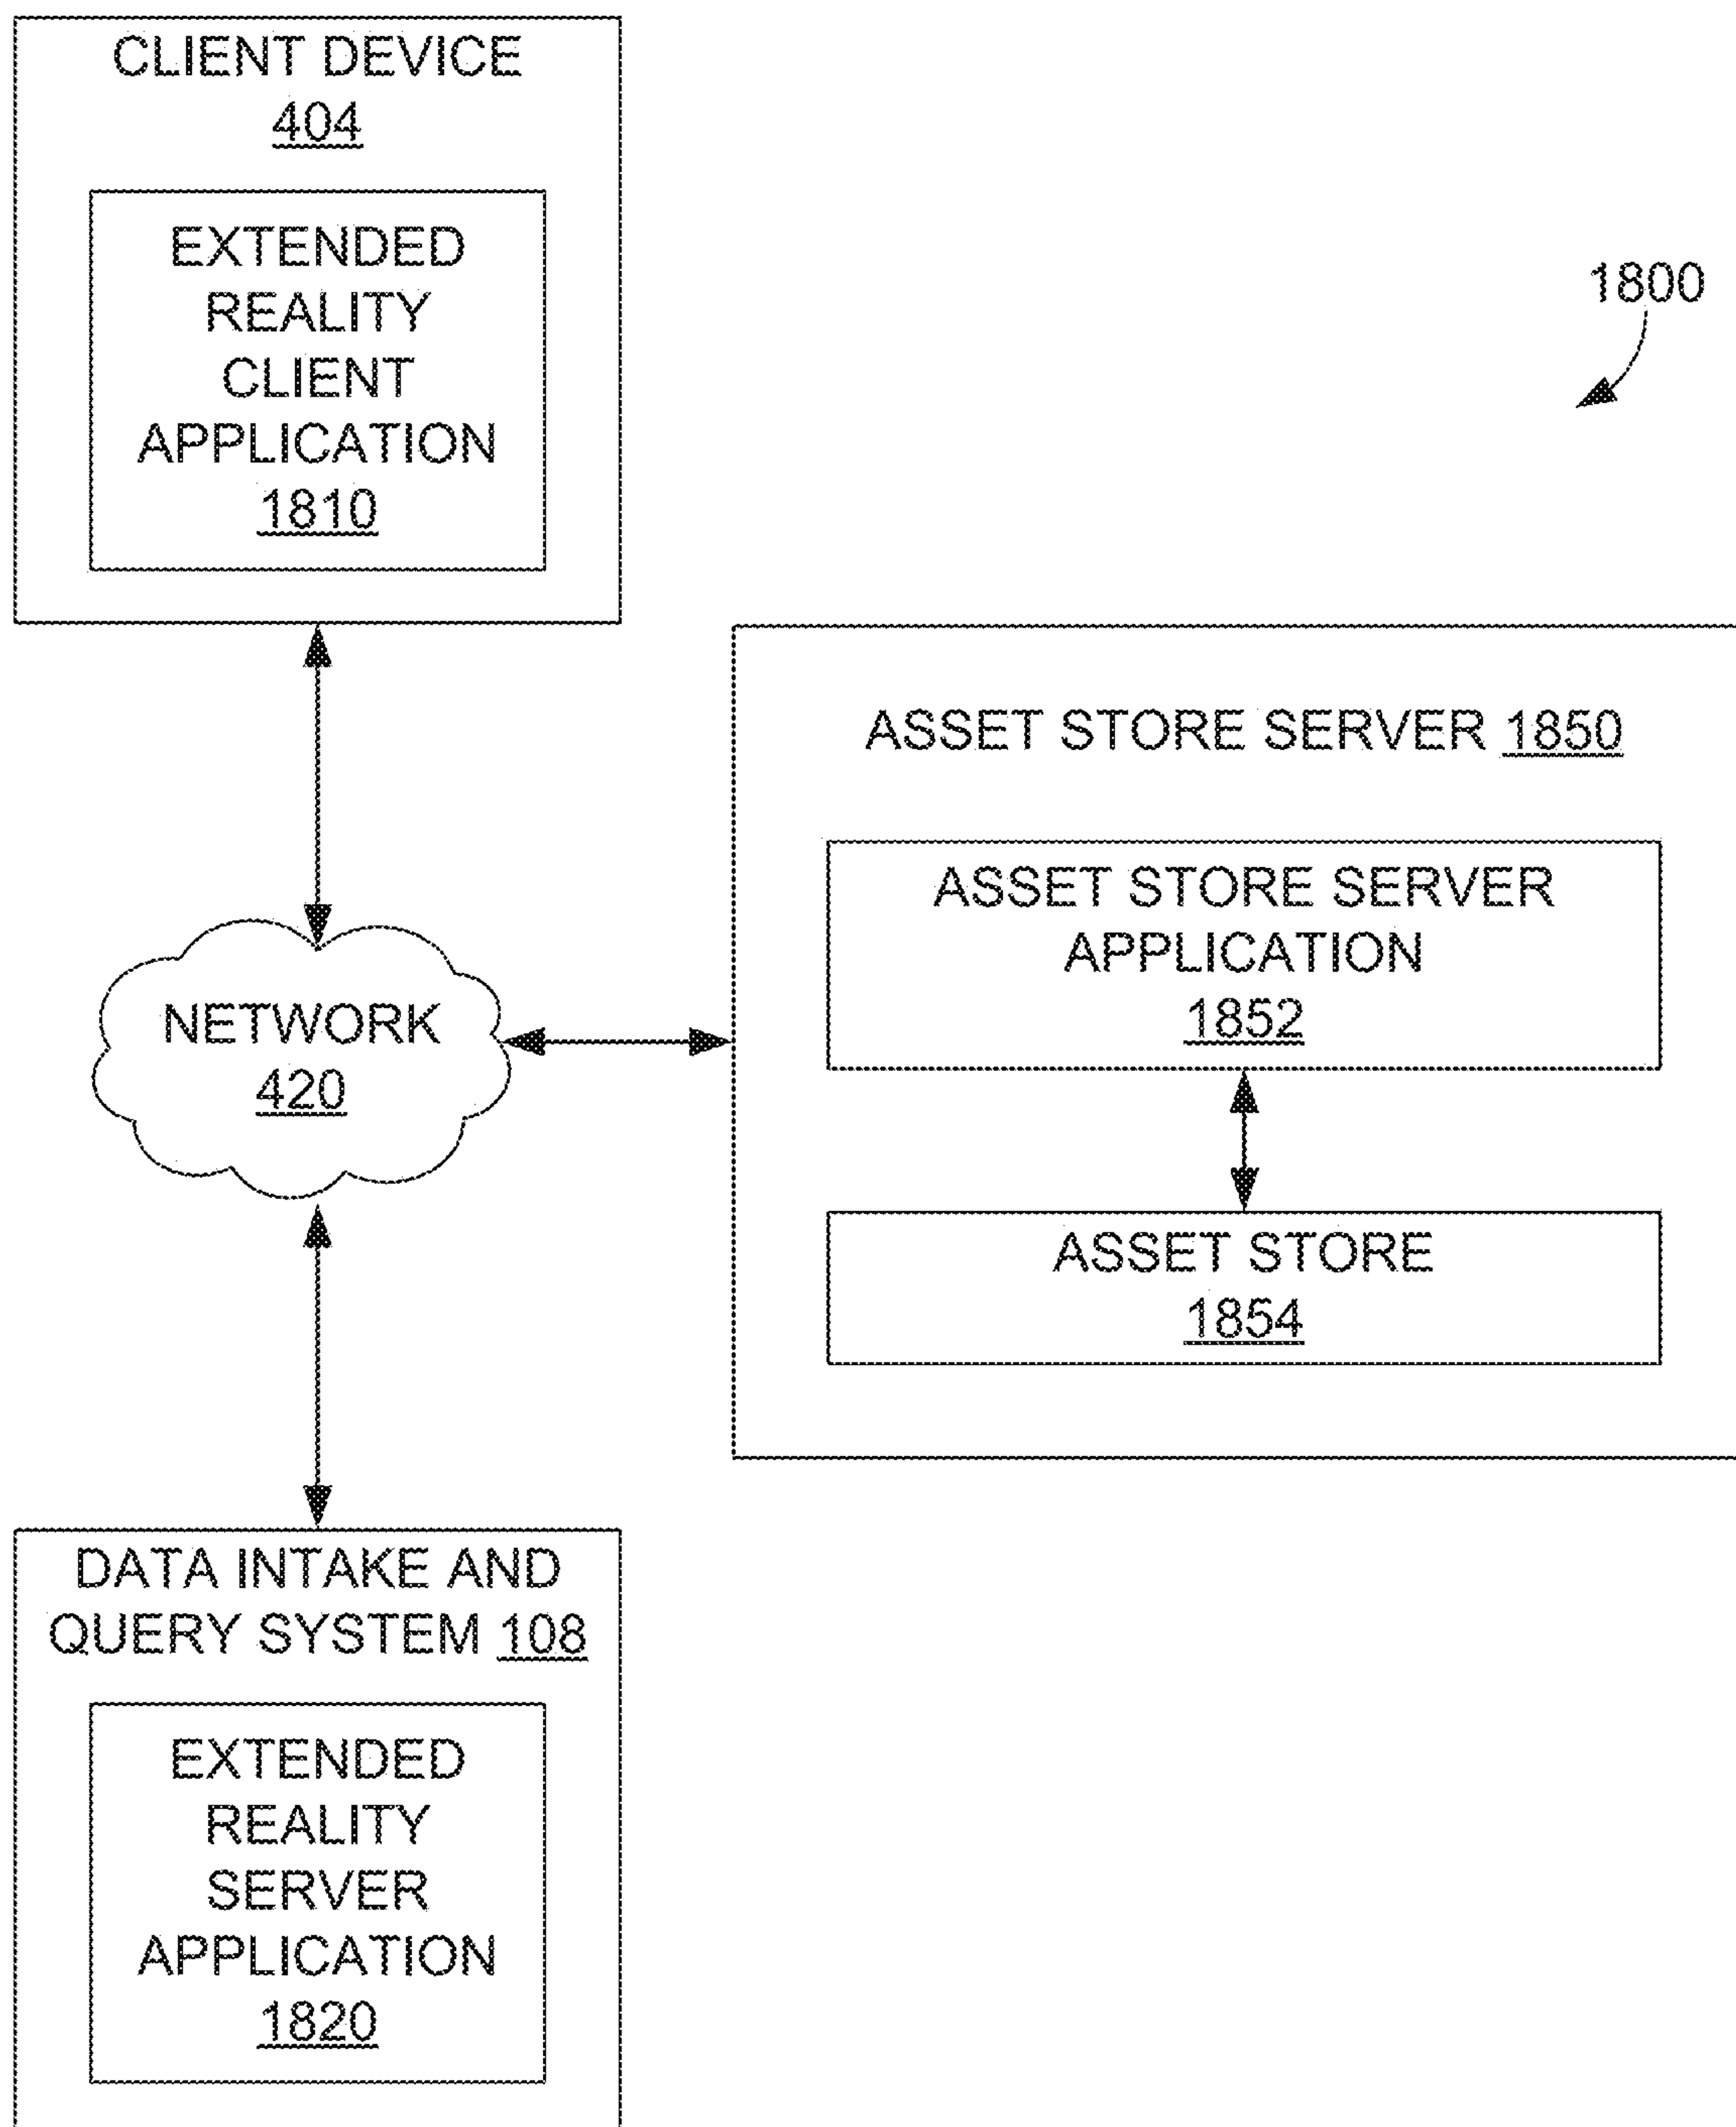 CLIENT DEVICE
404
EXTENDED
REALITY
CLIENT
APPLICATION
1810
1800
ASSET STORE SERVER 1850
ASSET STORE SERVER
APPLICATION
1852
NETWORK
420
ASSET STORE
1854
DATA INTAKE AND
QUERY SYSTEM 108
EXTENDED
REALITY
SERVER
APPLICATION
1820